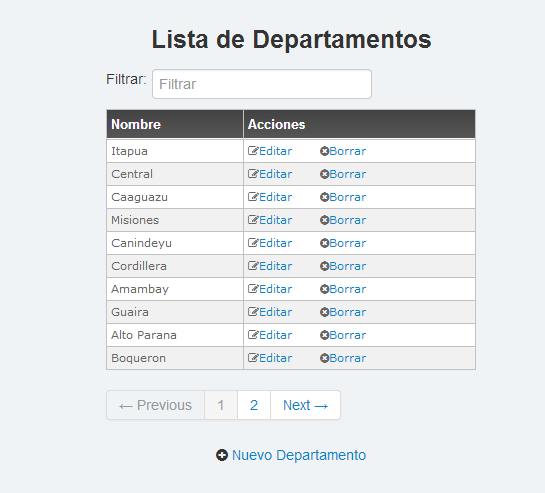 Lista de Departamentos
Filtrar: Filtrar
Nombre Acciones
Itapua Editar Borrar
Central Editar Borrar
Caaguazu Editar Borrar
Misiones Editar Borrar
Canindeyu Editar Borrar
Cordillera Editar Borrar
Amambay Editar Borrar
Guaira Editar Borrar
Alto Parana Editar Borrar
Boqueron Editar Borrar
← Previous 1 2 Next →
Nuevo Departamento